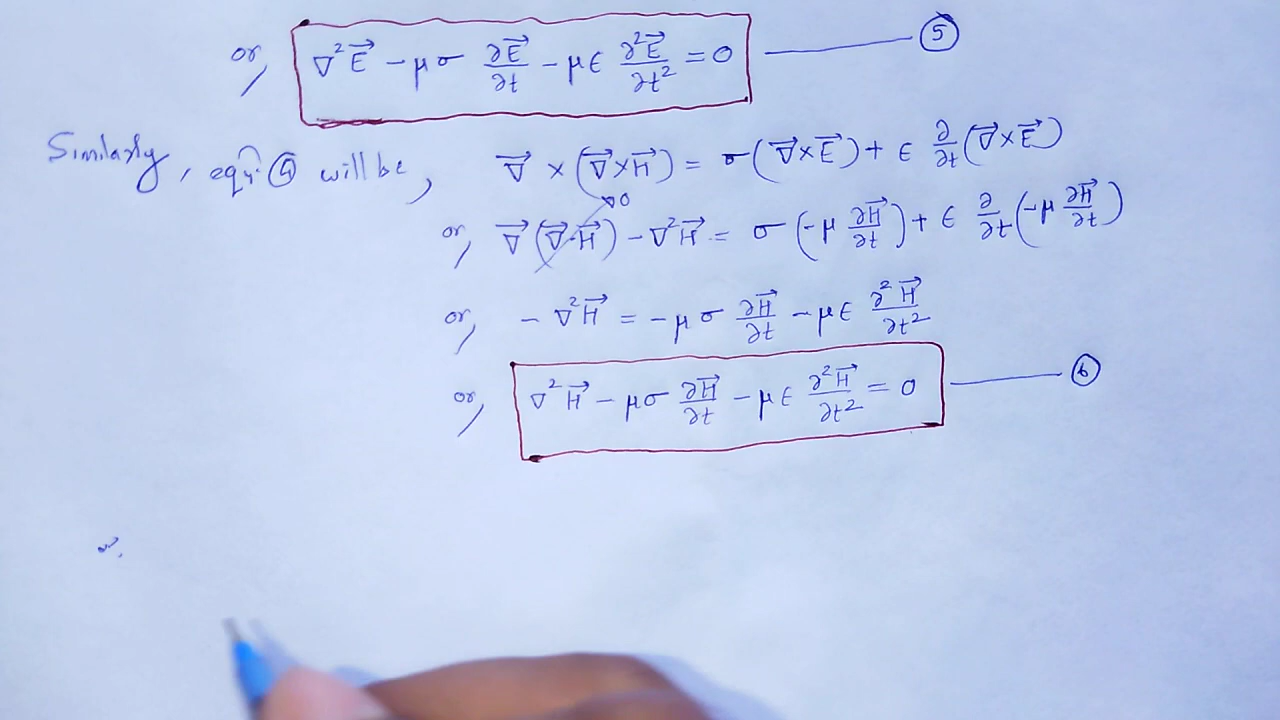 or, ∇²E⃗ − μσ ∂E⃗/∂t − με ∂²E⃗/∂t² = 0 ——— ⑤
Similarly, eqn. ④ will be, ∇⃗ × (∇⃗×H⃗) = σ(∇⃗×E⃗) + ε ∂/∂t (∇⃗×E⃗)
or, ∇⃗(∇⃗·H⃗)→0 − ∇²H⃗ = σ(−μ ∂H⃗/∂t) + ε ∂/∂t (−μ ∂H⃗/∂t)
or, − ∇²H⃗ = −μσ ∂H⃗/∂t − με ∂²H⃗/∂t²
or, ∇²H⃗ − μσ ∂H⃗/∂t − με ∂²H⃗/∂t² = 0 ——— ⑥